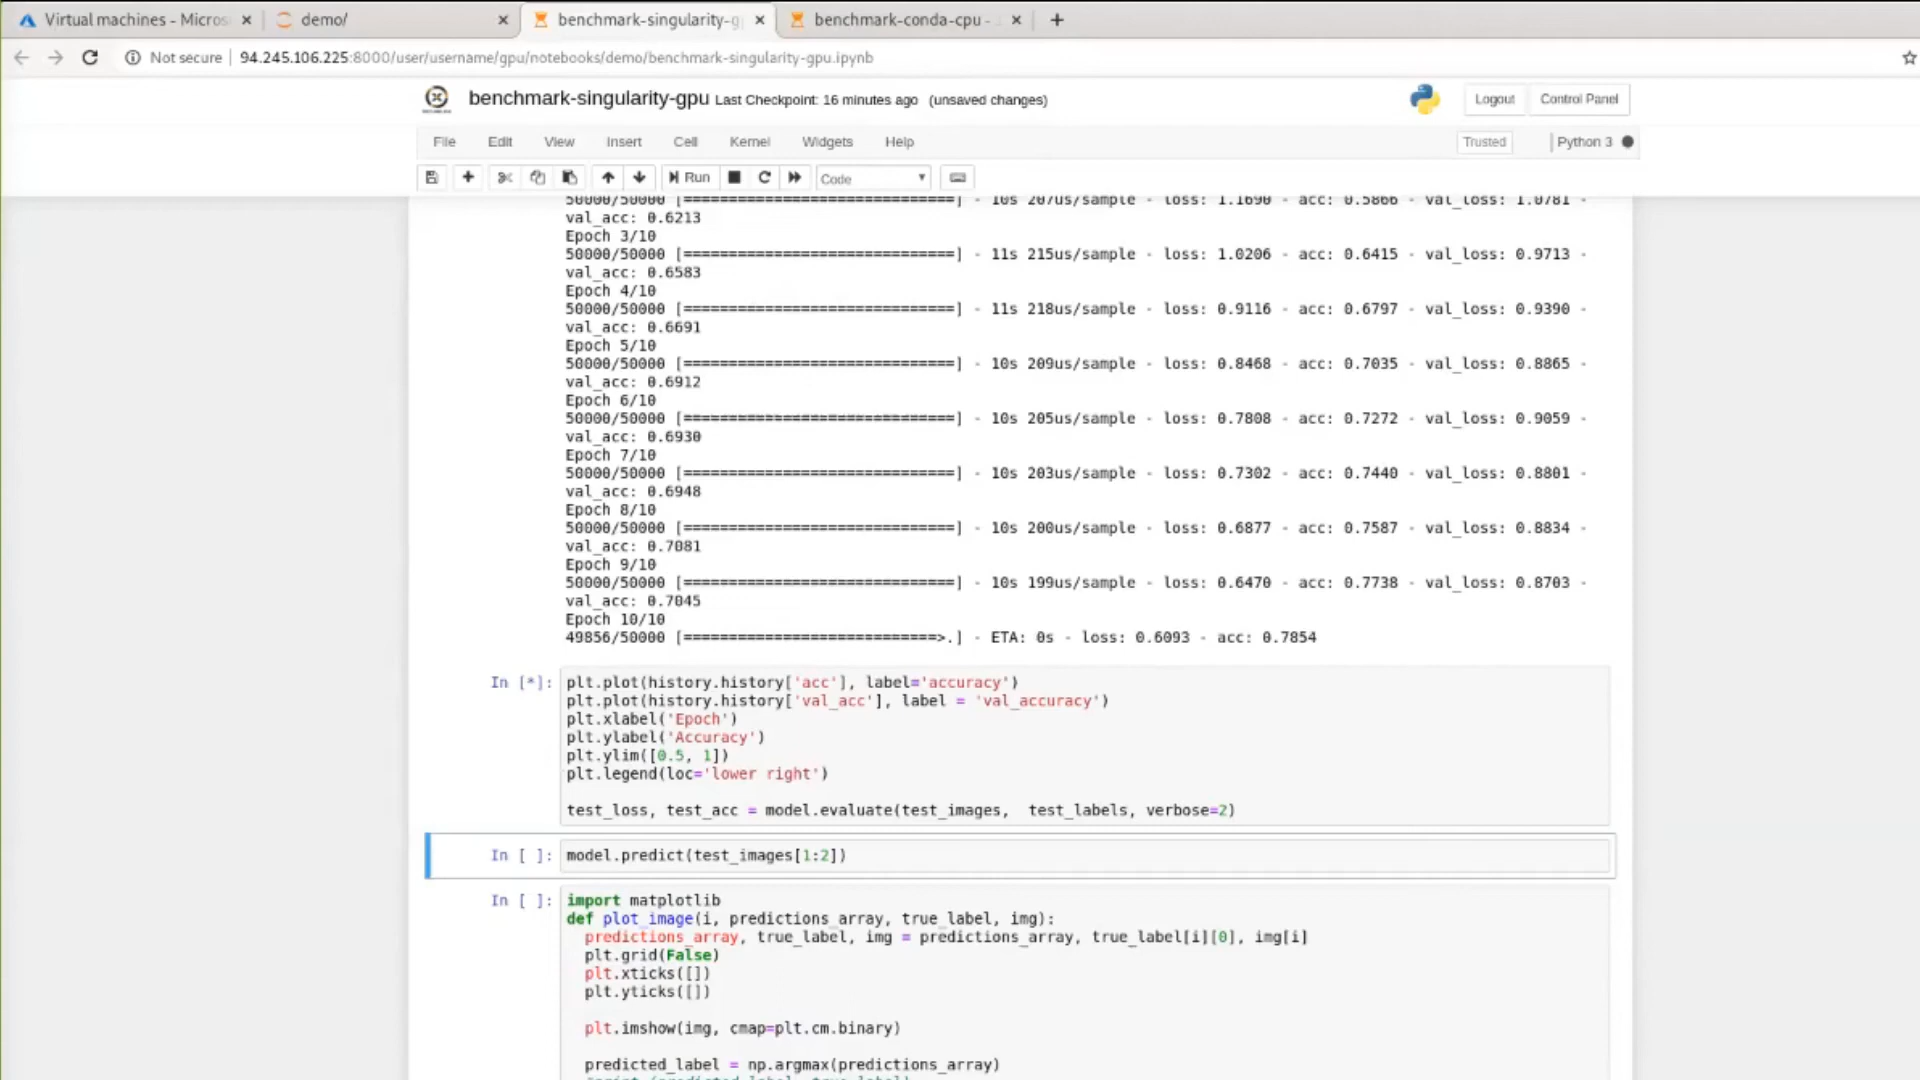 Virtual machines - Micros
demo/
benchmark-singularity-g
benchmark-conda-cpu -
Not secure
94.245.106.225:8000/user/username/gpu/notebooks/demo/benchmark-singularity-gpu.ipynb
benchmark-singularity-gpu Last Checkpoint: 16 minutes ago (unsaved changes)
Logout
Control Panel
File Edit View Insert Cell Kernel Widgets Help
Trusted
Python 3
Run
Code
50000/50000 [==============================] - 10s 207us/sample - loss: 1.1690 - acc: 0.5866 - val_loss: 1.0781 -
val_acc: 0.6213
Epoch 3/10
50000/50000 [==============================] - 11s 215us/sample - loss: 1.0206 - acc: 0.6415 - val_loss: 0.9713 -
val_acc: 0.6583
Epoch 4/10
50000/50000 [==============================] - 11s 218us/sample - loss: 0.9116 - acc: 0.6797 - val_loss: 0.9390 -
val_acc: 0.6691
Epoch 5/10
50000/50000 [==============================] - 10s 209us/sample - loss: 0.8468 - acc: 0.7035 - val_loss: 0.8865 -
val_acc: 0.6912
Epoch 6/10
50000/50000 [==============================] - 10s 205us/sample - loss: 0.7808 - acc: 0.7272 - val_loss: 0.9059 -
val_acc: 0.6930
Epoch 7/10
50000/50000 [==============================] - 10s 203us/sample - loss: 0.7302 - acc: 0.7440 - val_loss: 0.8801 -
val_acc: 0.6948
Epoch 8/10
50000/50000 [==============================] - 10s 200us/sample - loss: 0.6877 - acc: 0.7587 - val_loss: 0.8834 -
val_acc: 0.7081
Epoch 9/10
50000/50000 [==============================] - 10s 199us/sample - loss: 0.6470 - acc: 0.7738 - val_loss: 0.8703 -
val_acc: 0.7045
Epoch 10/10
49856/50000 [============================>.] - ETA: 0s - loss: 0.6093 - acc: 0.7854
In [*]: plt.plot(history.history['acc'], label='accuracy')
plt.plot(history.history['val_acc'], label = 'val_accuracy')
plt.xlabel('Epoch')
plt.ylabel('Accuracy')
plt.ylim([0.5, 1])
plt.legend(loc='lower right')
test_loss, test_acc = model.evaluate(test_images,  test_labels, verbose=2)
In [ ]: model.predict(test_images[1:2])
In [ ]: import matplotlib
def plot_image(i, predictions_array, true_label, img):
predictions_array, true_label, img = predictions_array, true_label[i][0], img[i]
plt.grid(False)
plt.xticks([])
plt.yticks([])
plt.imshow(img, cmap=plt.cm.binary)
predicted_label = np.argmax(predictions_array)